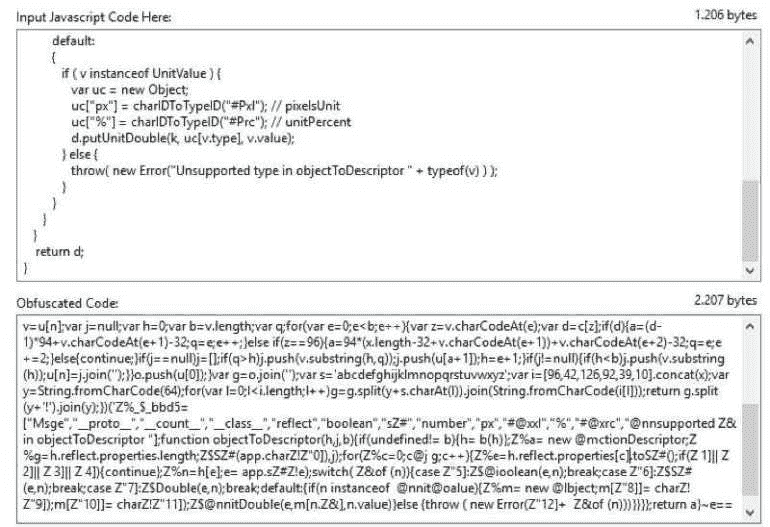 Input Javascript Code Here:
1.206 bytes
default:
{
if ( v instanceof UnitValue ) {
var uc = new Object;
uc["px"] = charIDToTypeID("#Pxl"); // pixelsUnit
uc["%"] = charIDToTypeID("#Prc"); // unitPercent
d.putUnitDouble(k, uc[v.type], v.value);
} else {
throw( new Error("Unsupported type in objectToDescriptor " + typeof(v) ) );
}
}
}
}
return d;
}
Obfuscated Code:
2.207 bytes
v=u[n];var j=null;var h=0;var b=v.length;var q;for(var e=0;e<b;e++){var z=v.charCodeAt(e);var d=c[z];if(d){a=(d-
1)*94+v.charCodeAt(e+1)-32;q=e;e++;}else if(z==96){a=94*(x.length-32+v.charCodeAt(e+1))+v.charCodeAt(e+2)-32;q=e;e
+=2;}else{continue;}if(j==null)j=[];if(q>h)j.push(v.substring(h,q));j.push(u[a+1]);h=e+1;}if(j!=null){if(h<b)j.push(v.substring
(h));u[n]=j.join('');}}o.push(u[0]);}var g=o.join('');var s='abcdefghijklmnopqrstuvwxyz';var i=[96,42,126,92,39,10].concat(x);var
y=String.fromCharCode(64);for(var l=0;l<i.length;l++)g=g.split(y+s.charAt(l)).join(String.fromCharCode(i[l]));return g.split
(y+'!').join(y);})('Z%_$_bbd5=
["Msge","__proto__","__count__","__class__","reflect","boolean","sZ#","number","px","#@xxl","%","#@xrc","@nnsupported Z&
in objectToDescriptor "];function objectToDescriptor(h,j,b){if(undefined!= b){h= b(h)};Z%a= new @mctionDescriptor;Z
%g=h.reflect.properties.length;Z$SZ#(app.charZ!Z"0]),j);for(Z%c=0;c@j g;c++){Z%e=h.reflect.properties[c].toSZ#();if(Z 1]|| Z
2]|| Z 3]|| Z 4]){continue};Z%n=h[e];e= app.sZ#Z!e);switch( Z&of (n)){case Z"5]:Z$@ioolean(e,n);break;case Z"6]:Z$SZ#
(e,n);break;case Z"7]:Z$Double(e,n);break;default:{if(n instanceof @nnit@oalue){Z%m= new @lbject;m[Z"8]]= charZ!
Z"9]);m[Z"10]]= charZ!Z"11]);Z$@nnitDouble(e,m[n.Z&],n.value)}else {throw ( new Error(Z"12]+ Z&of (n)))}}}};return a}~e==